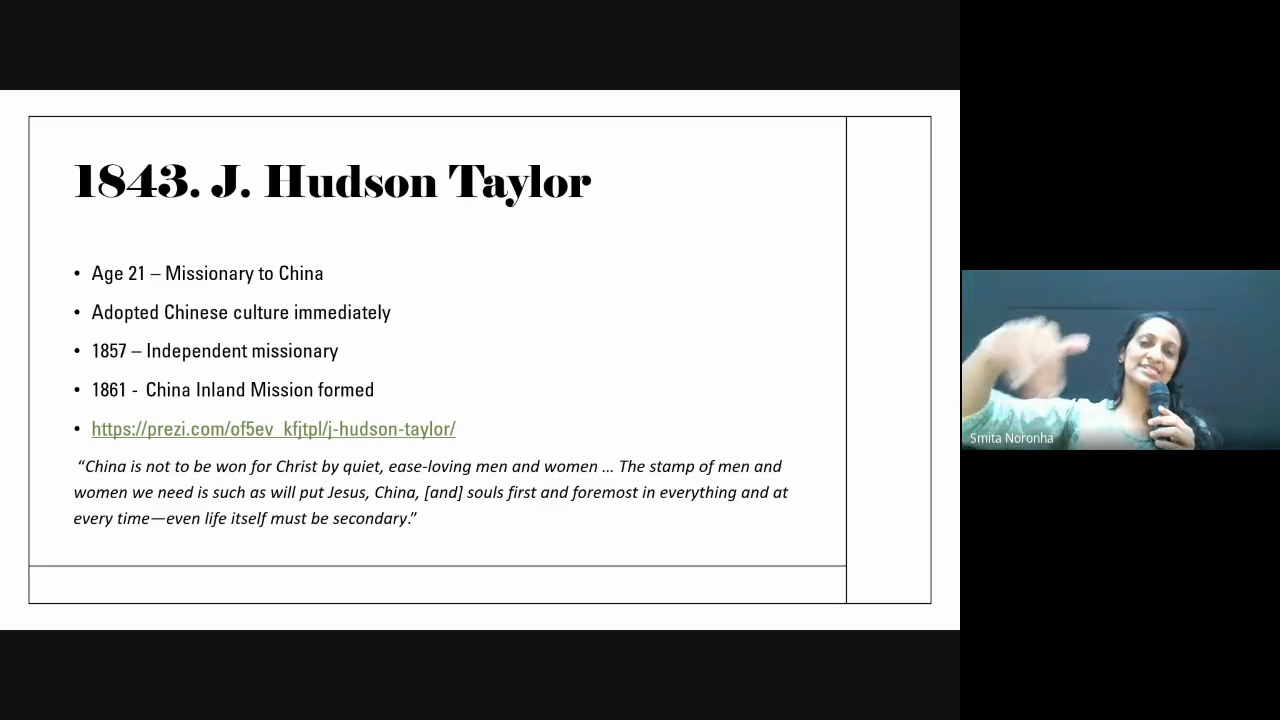 1843. J. Hudson Taylor
• Age 21 – Missionary to China
• Adopted Chinese culture immediately
• 1857 – Independent missionary
• 1861 - China Inland Mission formed
• https://prezi.com/of5ev_kfjtpl/j-hudson-taylor/
“China is not to be won for Christ by quiet, ease-loving men and women ... The stamp of men and
women we need is such as will put Jesus, China, [and] souls first and foremost in everything and at
every time—even life itself must be secondary.”
Smita Noronha